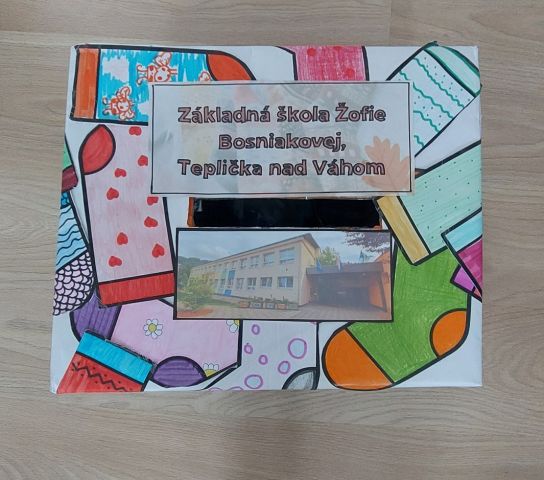 Základná škola Žofie
Bosniakovej,
Teplička nad Váhom